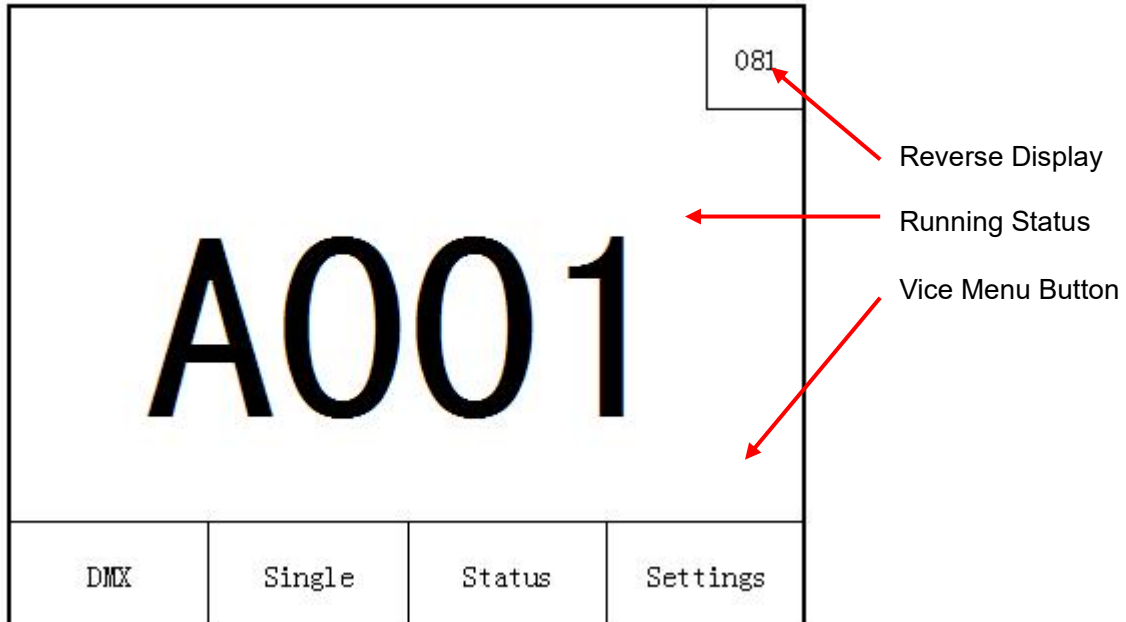 081
Reverse Display
Running Status
A001
Vice Menu Button
DMX Single Status Settings